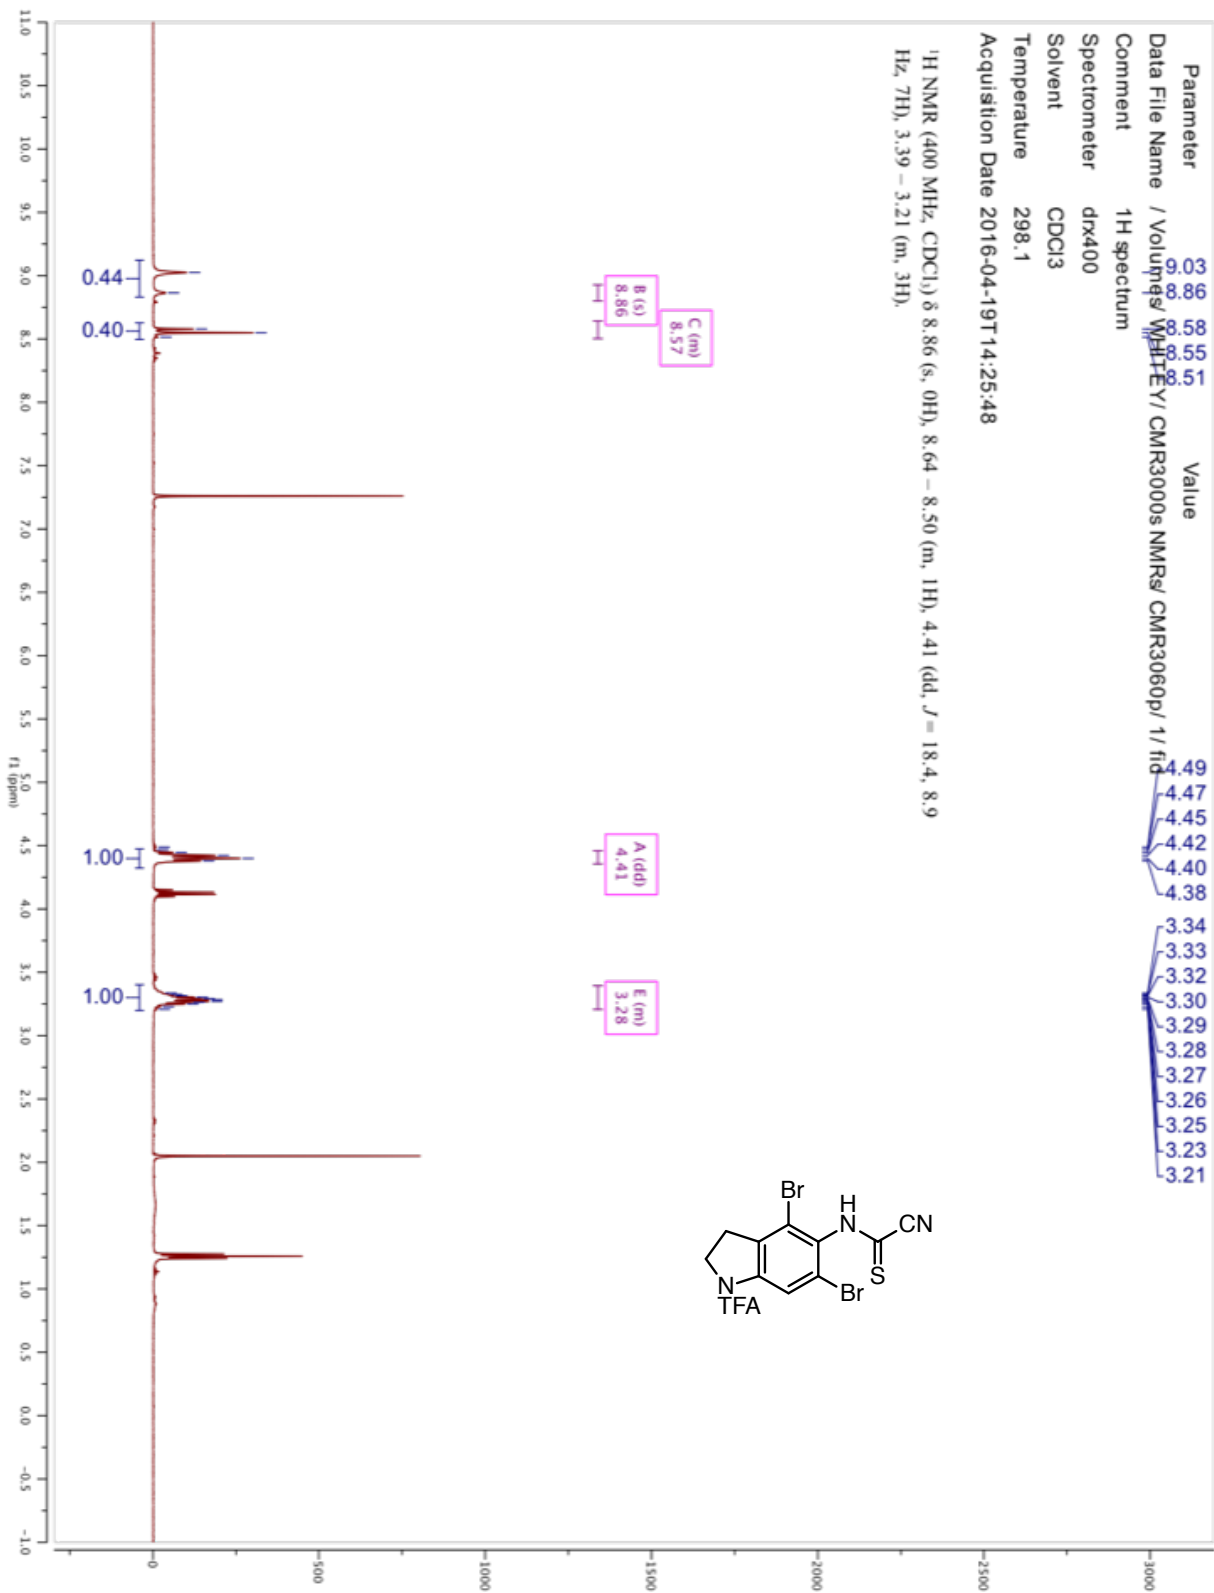 Parameter Value
Data File Name / Volumes/ WHITEY/ CMR3000s NMRs/ CMR3060p/ 1/ fid
Comment 1H spectrum
Spectrometer drx400
Solvent CDCl3
Temperature 298.1
Acquisition Date 2016-04-19T14:25:48
¹H NMR (400 MHz, CDCl₃) δ 8.86 (s, 0H), 8.64 – 8.50 (m, 1H), 4.41 (dd, J = 18.4, 8.9
Hz, 7H), 3.39 – 3.21 (m, 3H).
9.03
8.86
8.58
8.55
8.51
4.49
4.47
4.45
4.42
4.40
4.38
3.34
3.33
3.32
3.30
3.29
3.28
3.27
3.26
3.25
3.23
3.21
C (m)
8.57
B (s)
8.86
A (dd)
4.41
E (m)
3.28
Br
H
N
CN
S
Br
N
TFA
0.44
0.40
1.00
1.00
11.0 10.5 10.0 9.5 9.0 8.5 8.0 7.5 7.0 6.5 6.0 5.5 5.0 4.5 4.0 3.5 3.0 2.5 2.0 1.5 1.0 0.5 0.0 -0.5 -1.0
f1 (ppm)
3000
2500
2000
1500
1000
500
0